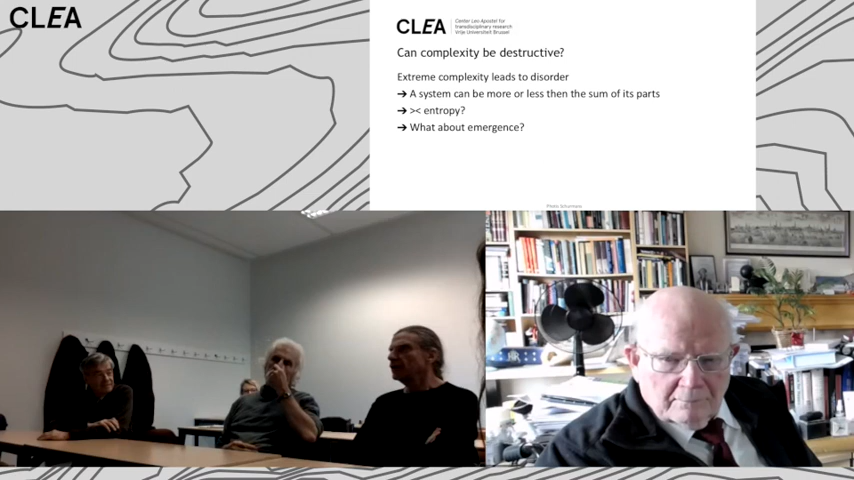 CLEA
CLEA
Center Leo Apostel for
transdisciplinary research
Vrije Universiteit Brussel
Can complexity be destructive?
Extreme complexity leads to disorder
➔ A system can be more or less then the sum of its parts
➔ >< entropy?
➔ What about emergence?